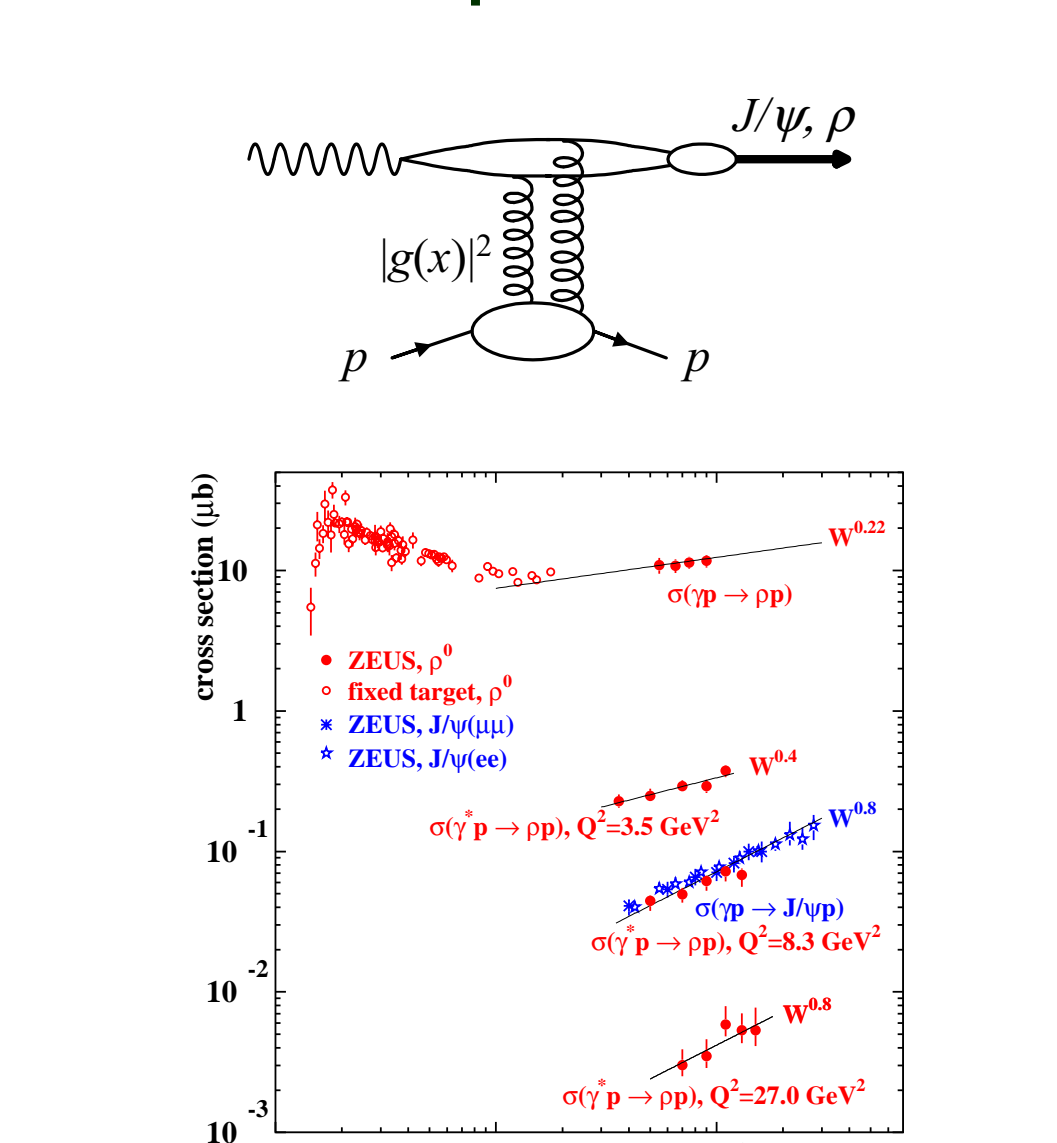 J/ψ, ρ
|g(x)|²
p p
cross section (μb)
W^0.22
10
σ(γp → ρp)
ZEUS, ρ⁰
fixed target, ρ⁰
1
ZEUS, J/ψ(μμ)
ZEUS, J/ψ(ee)
W^0.4
W^0.8
σ(γ*p → ρp), Q²=3.5 GeV²
10^-1
σ(γp → J/ψp)
σ(γ*p → ρp), Q²=8.3 GeV²
10^-2
W^0.8
σ(γ*p → ρp), Q²=27.0 GeV²
10^-3